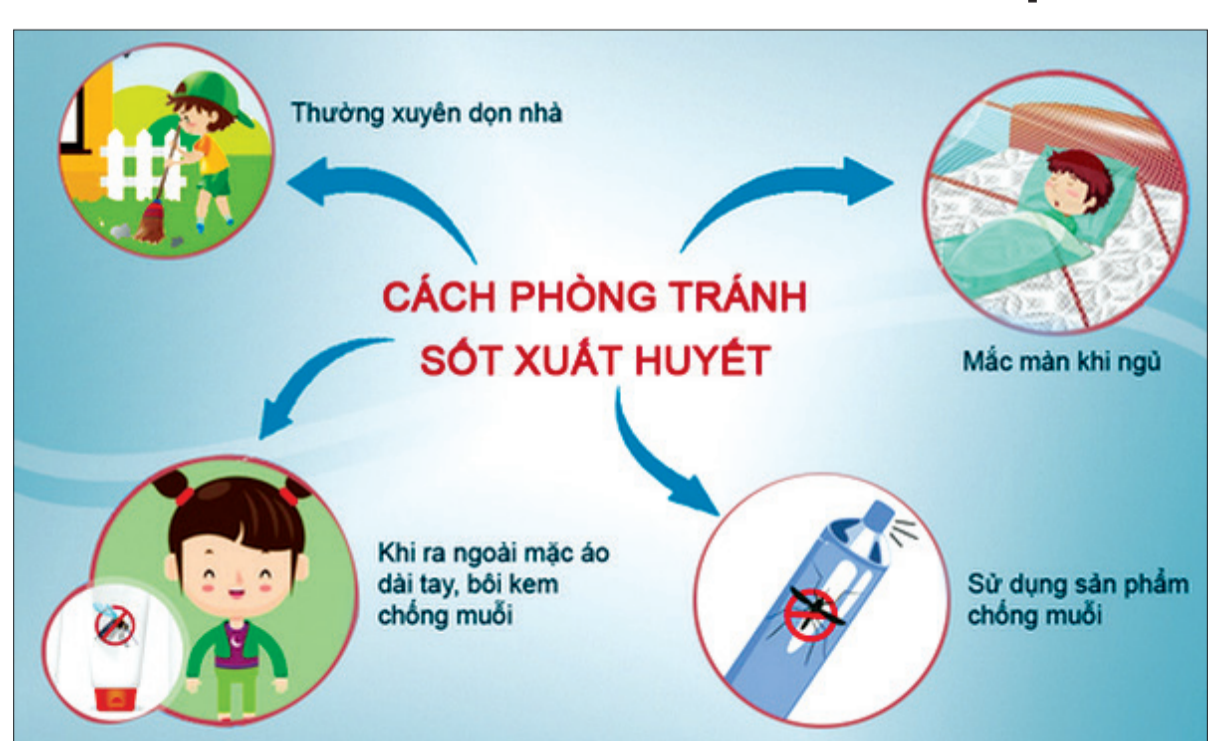 Thường xuyên dọn nhà
CÁCH PHÒNG TRÁNH
SỐT XUẤT HUYẾT
Mắc màn khi ngủ
Khi ra ngoài mặc áo
dài tay, bôi kem
chống muỗi
Sử dụng sản phẩm
chống muỗi